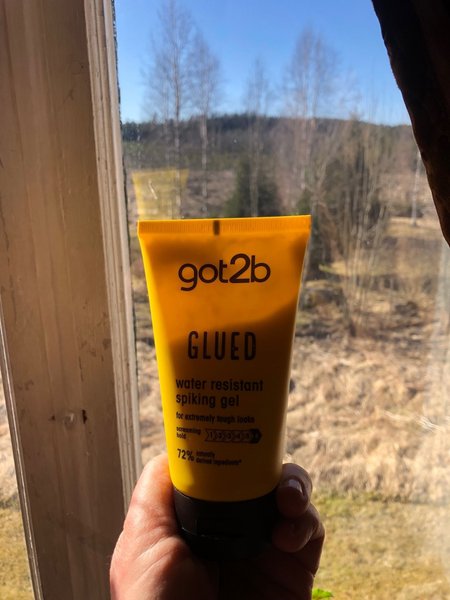 got2b
GLUED
water resistant
spiking gel
for extremely tough looks
screaming
hold
72% naturally
derived ingredients*